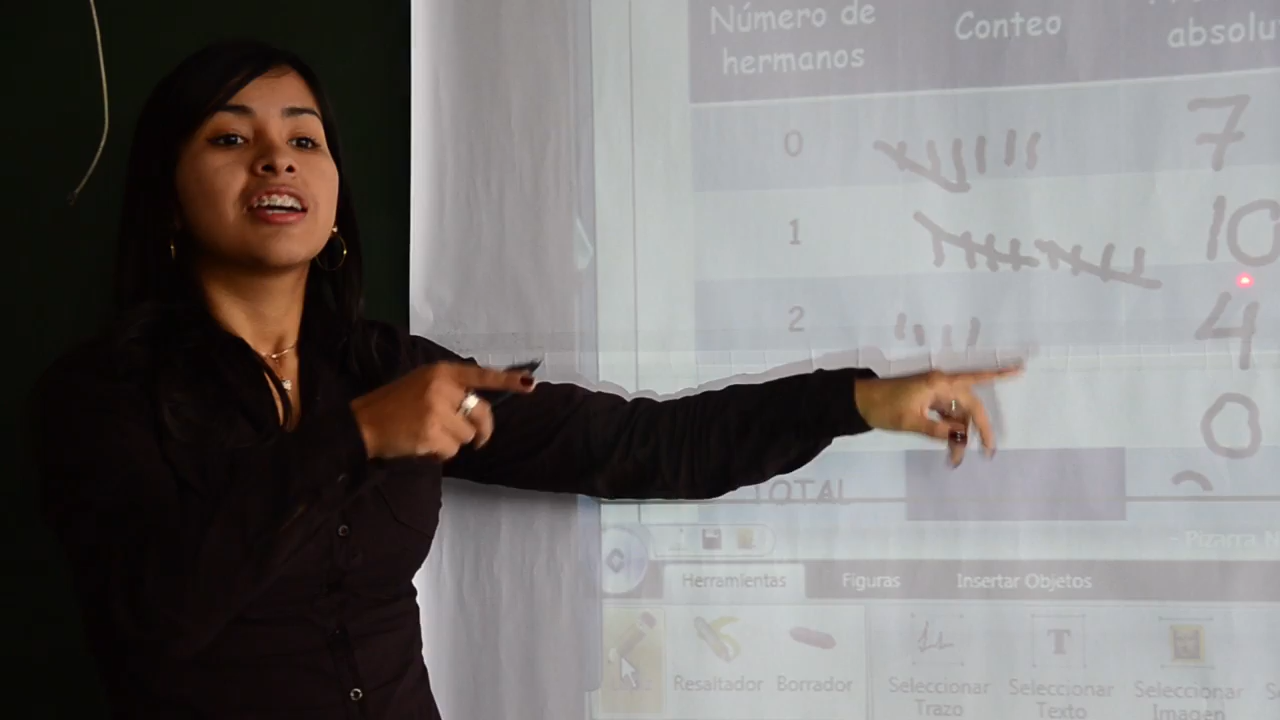 Número de hermanos
Conteo
absolu
0 7
1 10
2 4
0
TOTAL
- Pizarra N
Herramientas Figuras Insertar Objetos
Resaltador Borrador Seleccionar Trazo Seleccionar Texto Seleccionar Imagen